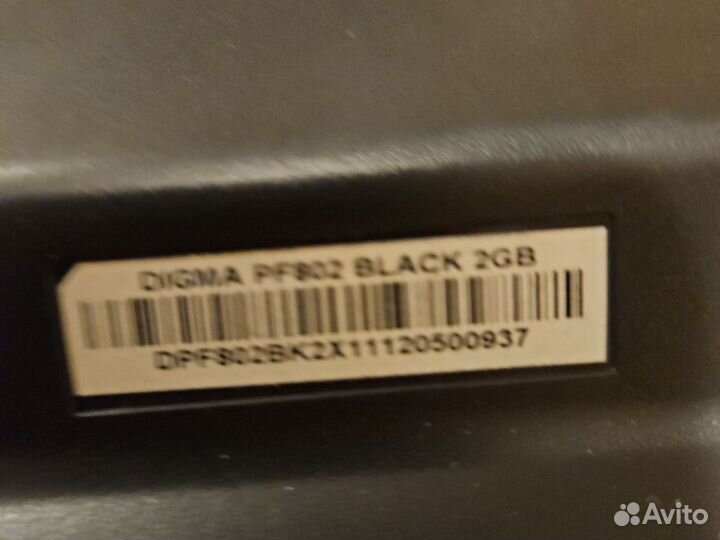 DIGMA PF802 BLACK 2GB
DPF802BK2X11120500937
Avito